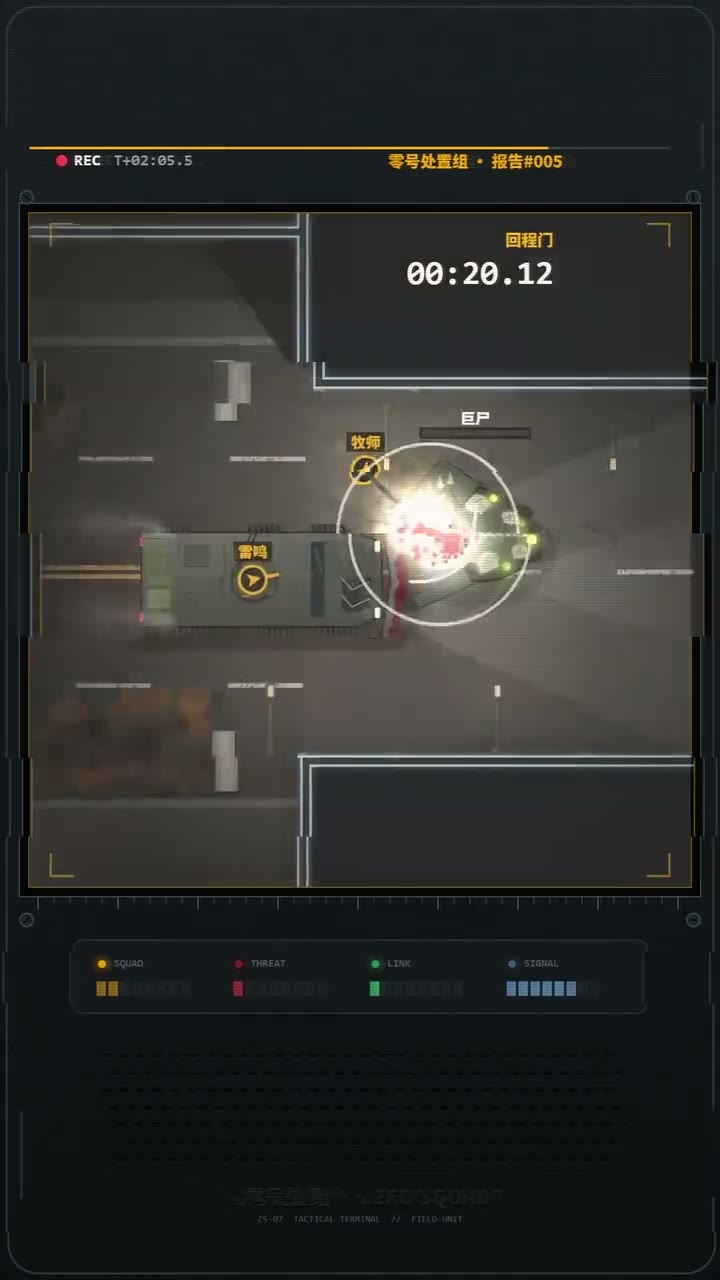 REC T+02:05.5
零号处置组 · 报告#005
回程门
00:20.12
巨尸
牧师
雷鸣
SQUAD
THREAT
LINK
SIGNAL
ZS-07 TACTICAL TERMINAL // FIELD UNIT